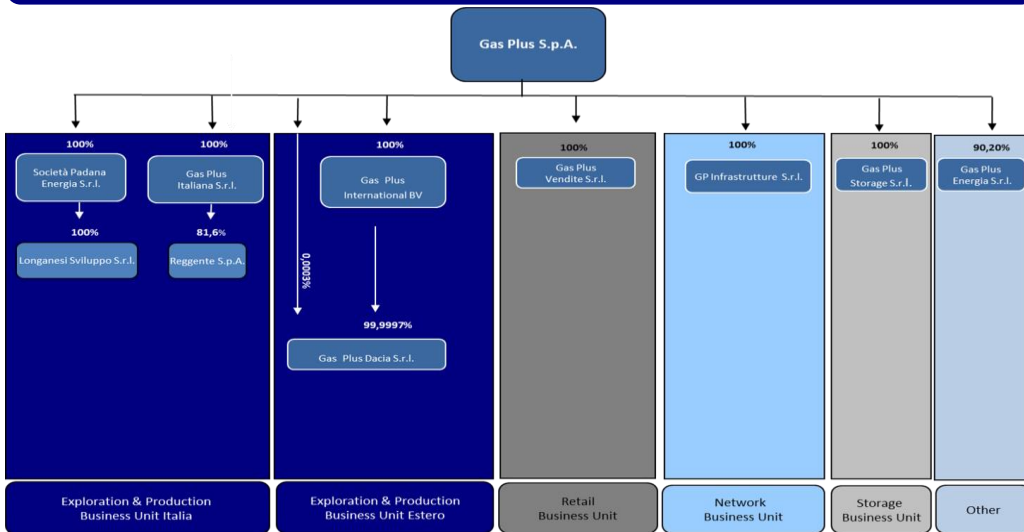 Gas Plus S.p.A.
100%
Società Padana
Energia S.r.l.
100%
Longanesi Sviluppo S.r.l.
100%
Gas Plus
Italiana S.r.l.
81,6%
Reggente S.p.A.
100%
Gas Plus
International BV
0,0003%
99,9997%
Gas Plus Dacia S.r.l.
100%
Gas Plus
Vendite S.r.l.
100%
GP Infrastrutture S.r.l.
100%
Gas Plus
Storage S.r.l.
90,20%
Gas Plus
Energia S.r.l.
Exploration & Production
Business Unit Italia
Exploration & Production
Business Unit Estero
Retail
Business Unit
Network
Business Unit
Storage
Business Unit
Other